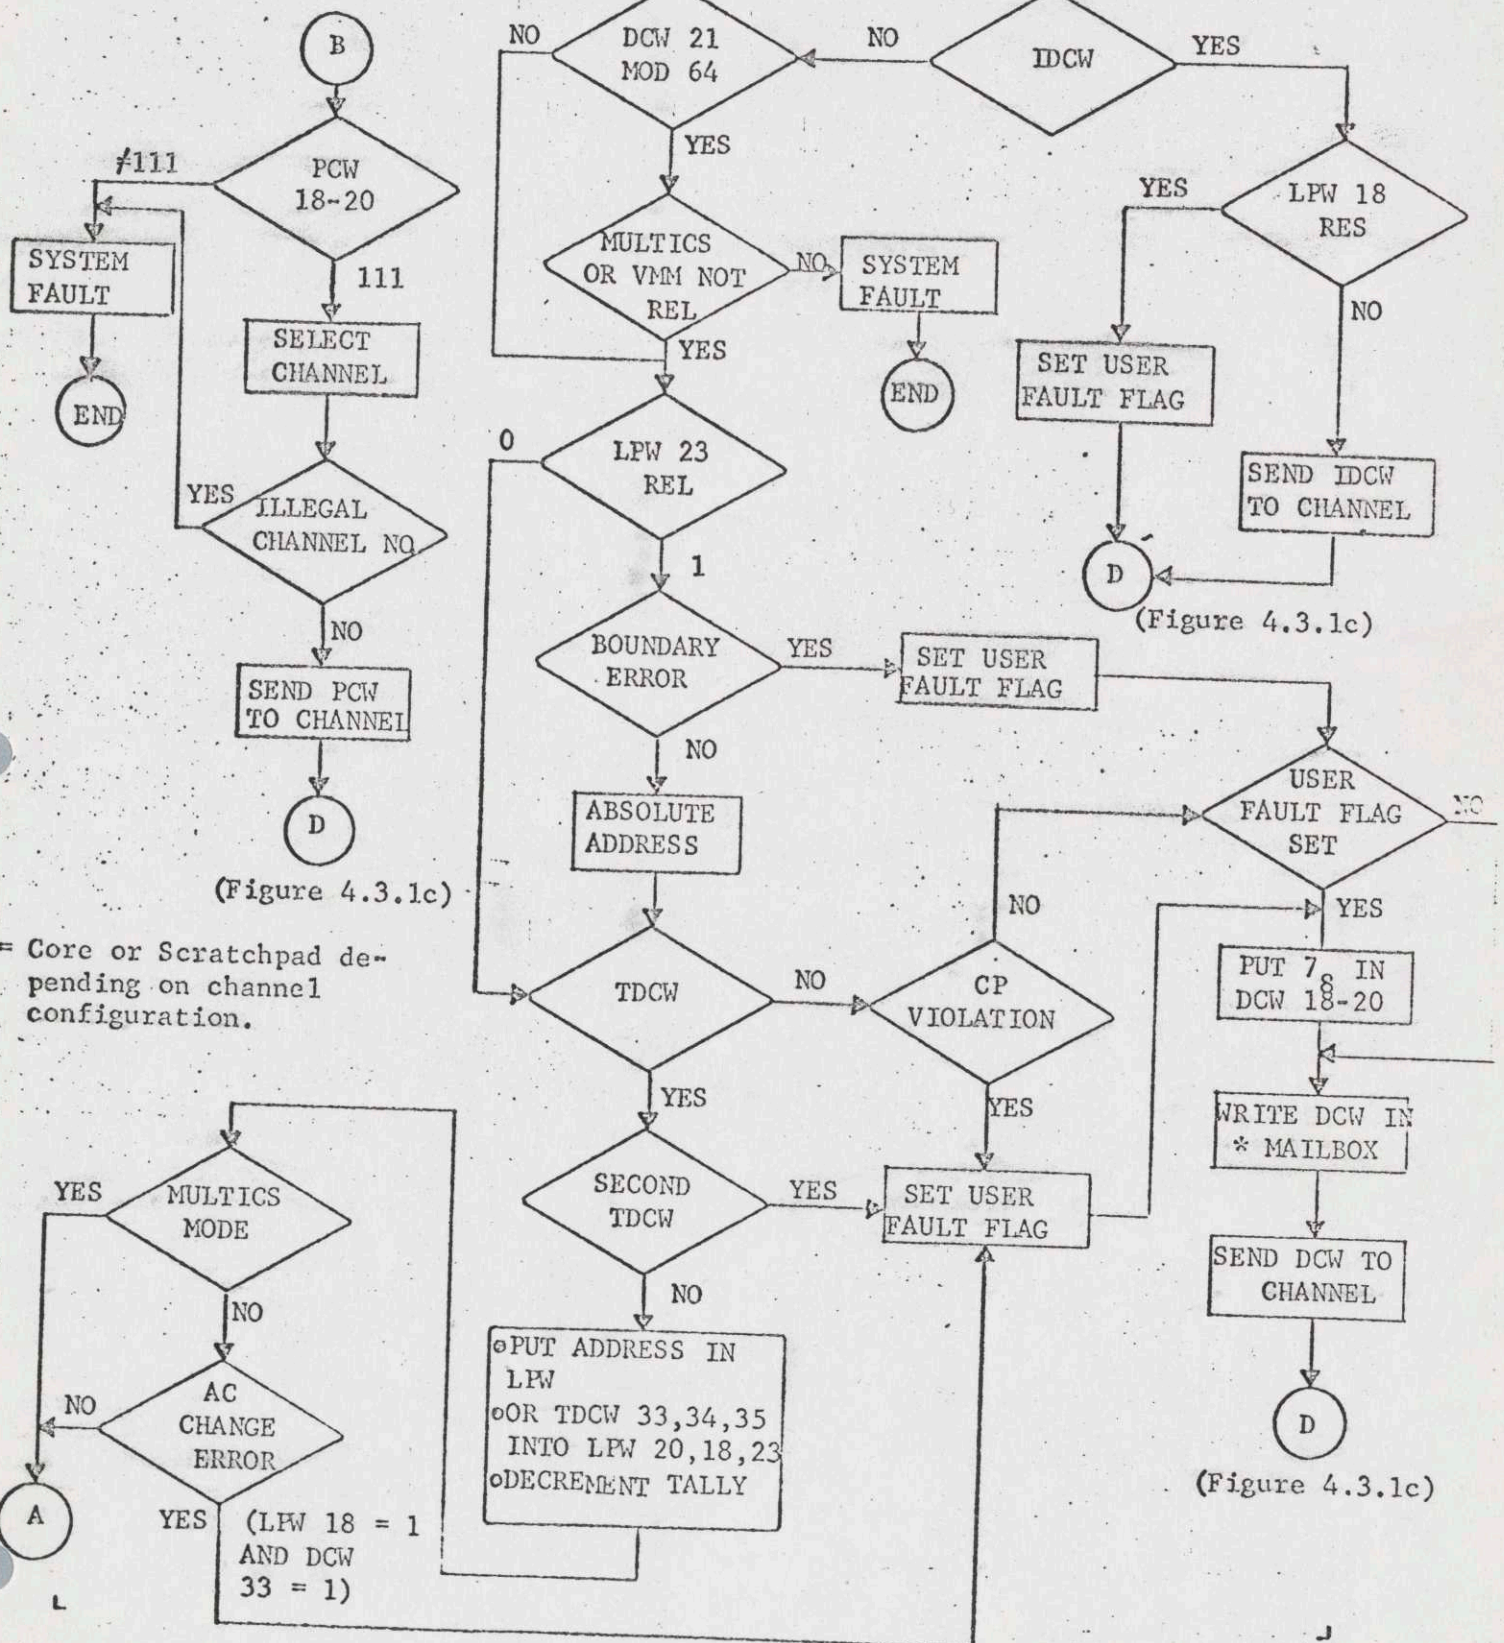 B
PCW
18-20
≠111
111
SYSTEM
FAULT
END
SELECT
CHANNEL
YES
ILLEGAL
CHANNEL NO
NO
SEND PCW
TO CHANNEL
D
(Figure 4.3.1c)
= Core or Scratchpad de-
pending on channel
configuration.
NO
DCW 21
MOD 64
NO
IDCW
YES
YES
MULTICS
OR VMM NOT
REL
NO
SYSTEM
FAULT
END
YES
LPW 18
RES
YES
NO
SET USER
FAULT FLAG
SEND IDCW
TO CHANNEL
D
(Figure 4.3.1c)
0
LPW 23
REL
1
BOUNDARY
ERROR
YES
SET USER
FAULT FLAG
NO
ABSOLUTE
ADDRESS
USER
FAULT FLAG
SET
NO
YES
TDCW
NO
CP
VIOLATION
NO
YES
PUT 7₈ IN
DCW 18-20
WRITE DCW IN
* MAILBOX
SEND DCW TO
CHANNEL
D
(Figure 4.3.1c)
YES
SECOND
TDCW
YES
SET USER
FAULT FLAG
NO
oPUT ADDRESS IN
LPW
oOR TDCW 33,34,35
INTO LPW 20,18,23
oDECREMENT TALLY
YES
MULTICS
MODE
NO
NO
AC
CHANGE
ERROR
A
YES
(LPW 18 = 1
AND DCW
33 = 1)